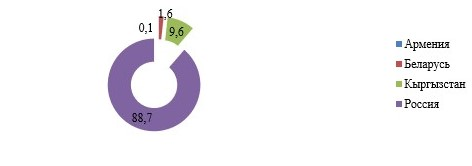 1,6
0,1
9,6
88,7
Армения
Беларусь
Кыргызстан
Россия